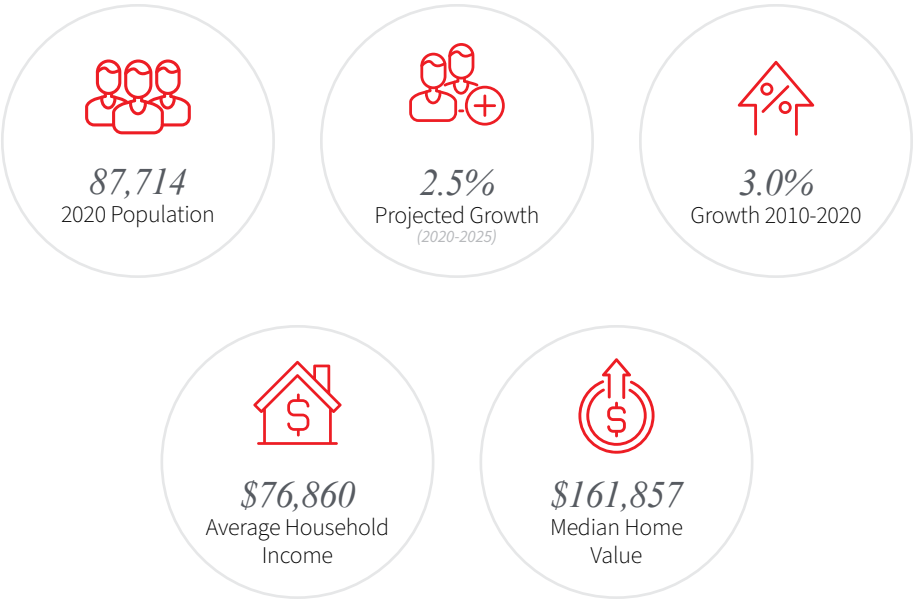 87,714
2020 Population
2.5%
Projected Growth
(2020-2025)
3.0%
Growth 2010-2020
$76,860
Average Household
Income
$161,857
Median Home
Value